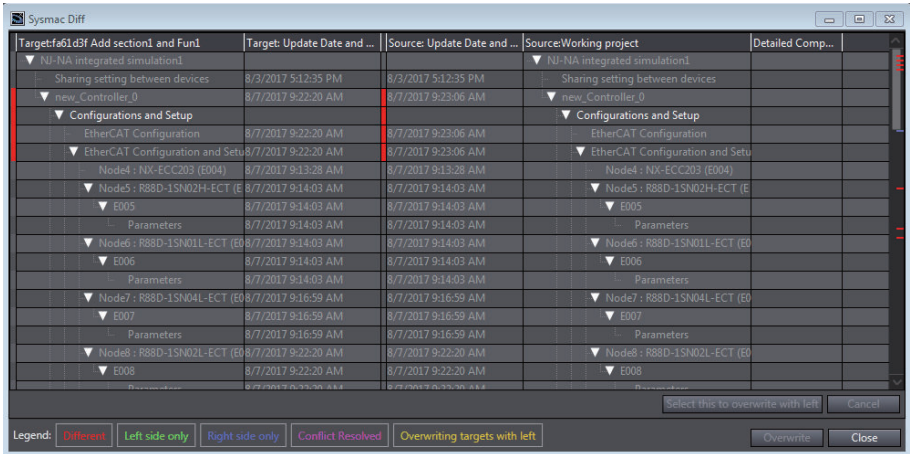 Sysmac Diff
Target:fa61d3f Add section1 and Fun1 Target: Update Date and ... Source: Update Date and ... Source:Working project Detailed Comp...
NJ-NA integrated simulation1 NJ-NA integrated simulation1
Sharing setting between devices 8/3/2017 5:12:35 PM 8/3/2017 5:12:35 PM Sharing setting between devices
new_Controller_0 8/7/2017 9:22:20 AM 8/7/2017 9:23:06 AM new_Controller_0
Configurations and Setup Configurations and Setup
EtherCAT Configuration 8/7/2017 9:22:20 AM 8/7/2017 9:23:06 AM EtherCAT Configuration
EtherCAT Configuration and Setu 8/7/2017 9:22:20 AM 8/7/2017 9:23:06 AM EtherCAT Configuration and Setu
Node4 : NX-ECC203 (E004) 8/7/2017 9:13:28 AM 8/7/2017 9:13:28 AM Node4 : NX-ECC203 (E004)
Node5 : R88D-1SN02H-ECT (E 8/7/2017 9:14:03 AM 8/7/2017 9:14:03 AM Node5 : R88D-1SN02H-ECT (E
E005 8/7/2017 9:14:03 AM 8/7/2017 9:14:03 AM E005
Parameters 8/7/2017 9:14:03 AM 8/7/2017 9:14:03 AM Parameters
Node6 : R88D-1SN01L-ECT (E0 8/7/2017 9:14:03 AM 8/7/2017 9:14:03 AM Node6 : R88D-1SN01L-ECT (E0
E006 8/7/2017 9:14:03 AM 8/7/2017 9:14:03 AM E006
Parameters 8/7/2017 9:14:03 AM 8/7/2017 9:14:03 AM Parameters
Node7 : R88D-1SN04L-ECT (E0 8/7/2017 9:16:59 AM 8/7/2017 9:16:59 AM Node7 : R88D-1SN04L-ECT (E0
E007 8/7/2017 9:16:59 AM 8/7/2017 9:16:59 AM E007
Parameters 8/7/2017 9:16:59 AM 8/7/2017 9:16:59 AM Parameters
Node8 : R88D-1SN02L-ECT (E0 8/7/2017 9:22:20 AM 8/7/2017 9:22:20 AM Node8 : R88D-1SN02L-ECT (E0
E008 8/7/2017 9:22:20 AM 8/7/2017 9:22:20 AM E008
Parameters 8/7/2017 9:22:20 AM 8/7/2017 9:22:20 AM Parameters
Select this to overwrite with left Cancel
Legend: Different Left side only Right side only Conflict Resolved Overwriting targets with left Overwrite Close